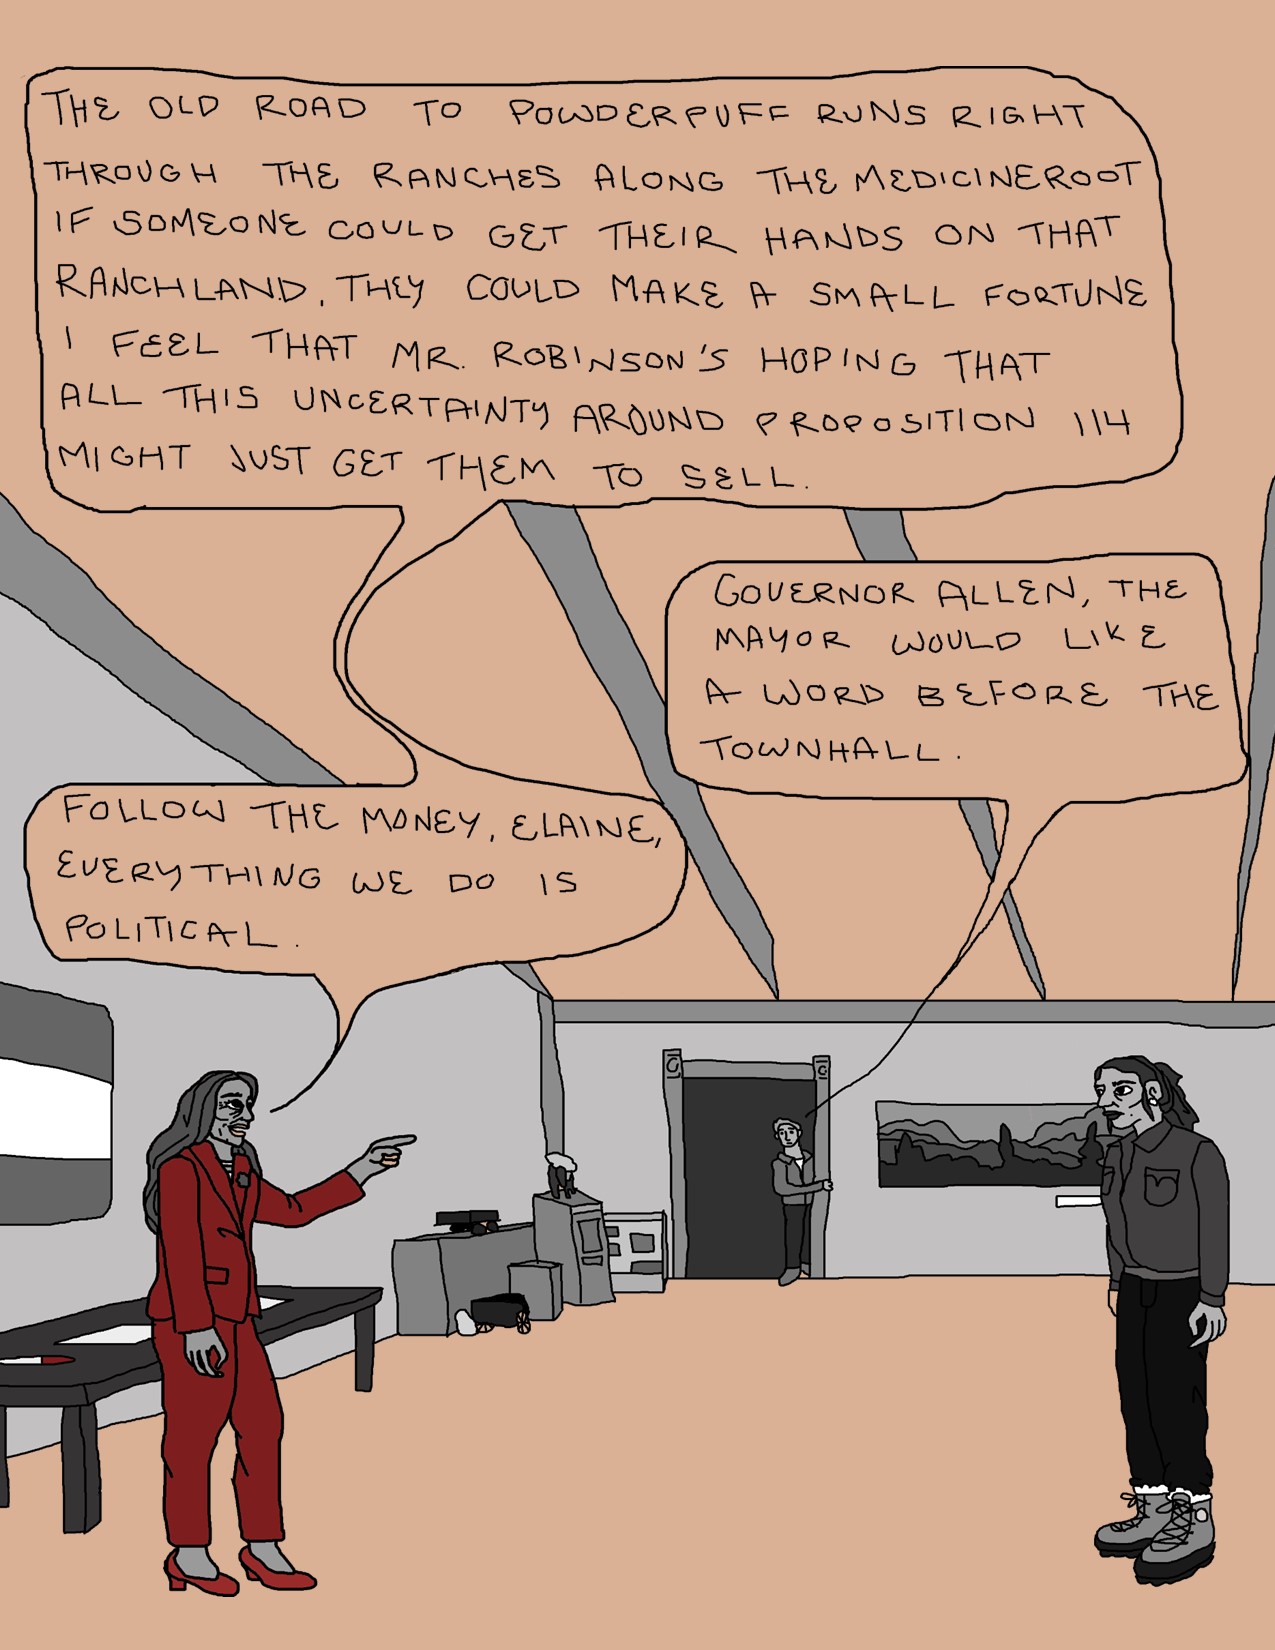 THE OLD ROAD TO POWDERPUFF RUNS RIGHT
THROUGH THE RANCHES ALONG THE MEDICINEROOT
IF SOMEONE COULD GET THEIR HANDS ON THAT
RANCHLAND, THEY COULD MAKE A SMALL FORTUNE
I FEEL THAT MR. ROBINSON'S HOPING THAT
ALL THIS UNCERTAINTY AROUND PROPOSITION 114
MIGHT JUST GET THEM TO SELL.
GOVERNOR ALLEN, THE
MAYOR WOULD LIKE
A WORD BEFORE THE
TOWNHALL.
FOLLOW THE MONEY, ELAINE,
EVERYTHING WE DO IS
POLITICAL.